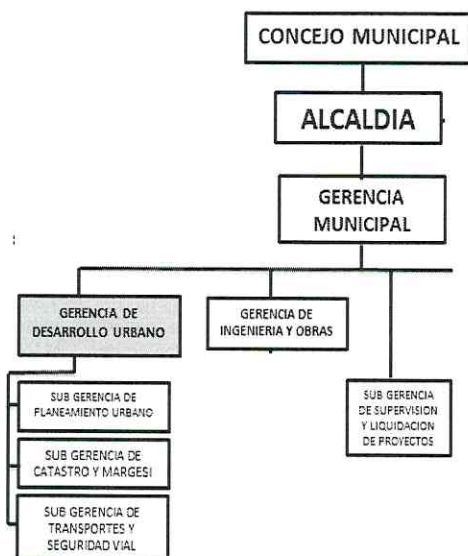 CONCEJO MUNICIPAL
ALCALDIA
GERENCIA
MUNICIPAL
GERENCIA DE
DESARROLLO URBANO
GERENCIA DE
INGENIERIA Y OBRAS
SUB GERENCIA DE
PLANEAMIENTO URBANO
SUB GERENCIA
DE SUPERVISION
Y LIQUIDACION
DE PROYECTOS
SUB GERENCIA DE
CATASTRO Y MARGESI
SUB GERENCIA DE
TRANSPORTES Y
SEGURIDAD VIAL